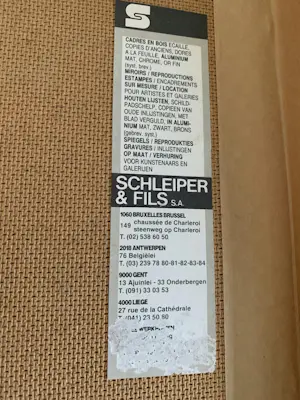 S
CADRES EN BOIS ECAILLE,
COPIES D'ANCIENS, DORES
A LA FEUILLE, ALUMINIUM
MAT, CHROME, OR FIN
(syst. brev.)
MIROIRS / REPRODUCTIONS
ESTAMPES / ENCADREMENTS
SUR MESURE / LOCATION
POUR ARTISTES ET GALERIES
HOUTEN LIJSTEN, SCHILD-
PADSCHELP, COPIEEN VAN
OUDE INLIJSTINGEN, MET
BLAD VERGULD, IN ALUMI-
NIUM MAT, ZWART, BRONS
(gebrev. syst.)
SPIEGELS / REPRODUKTIES
GRAVURES / INLIJSTINGEN
OP MAAT / VERHURING
VOOR KUNSTENAARS EN
GALERIJEN
SCHLEIPER
& FILS S.A.
1060 BRUXELLES BRUSSEL
149 chaussée de Charleroi
steenweg op Charleroi
T. (02) 538 60 50
2018 ANTWERPEN
76 Belgiëlei
T. (03) 239 78 80-81-82-83-84
9000 GENT
13 Ajuinlei - 33 Onderbergen
T. (091) 33 03 53
4000 LIEGE
27 rue de la Cathédrale
T. (041) 23 50 80